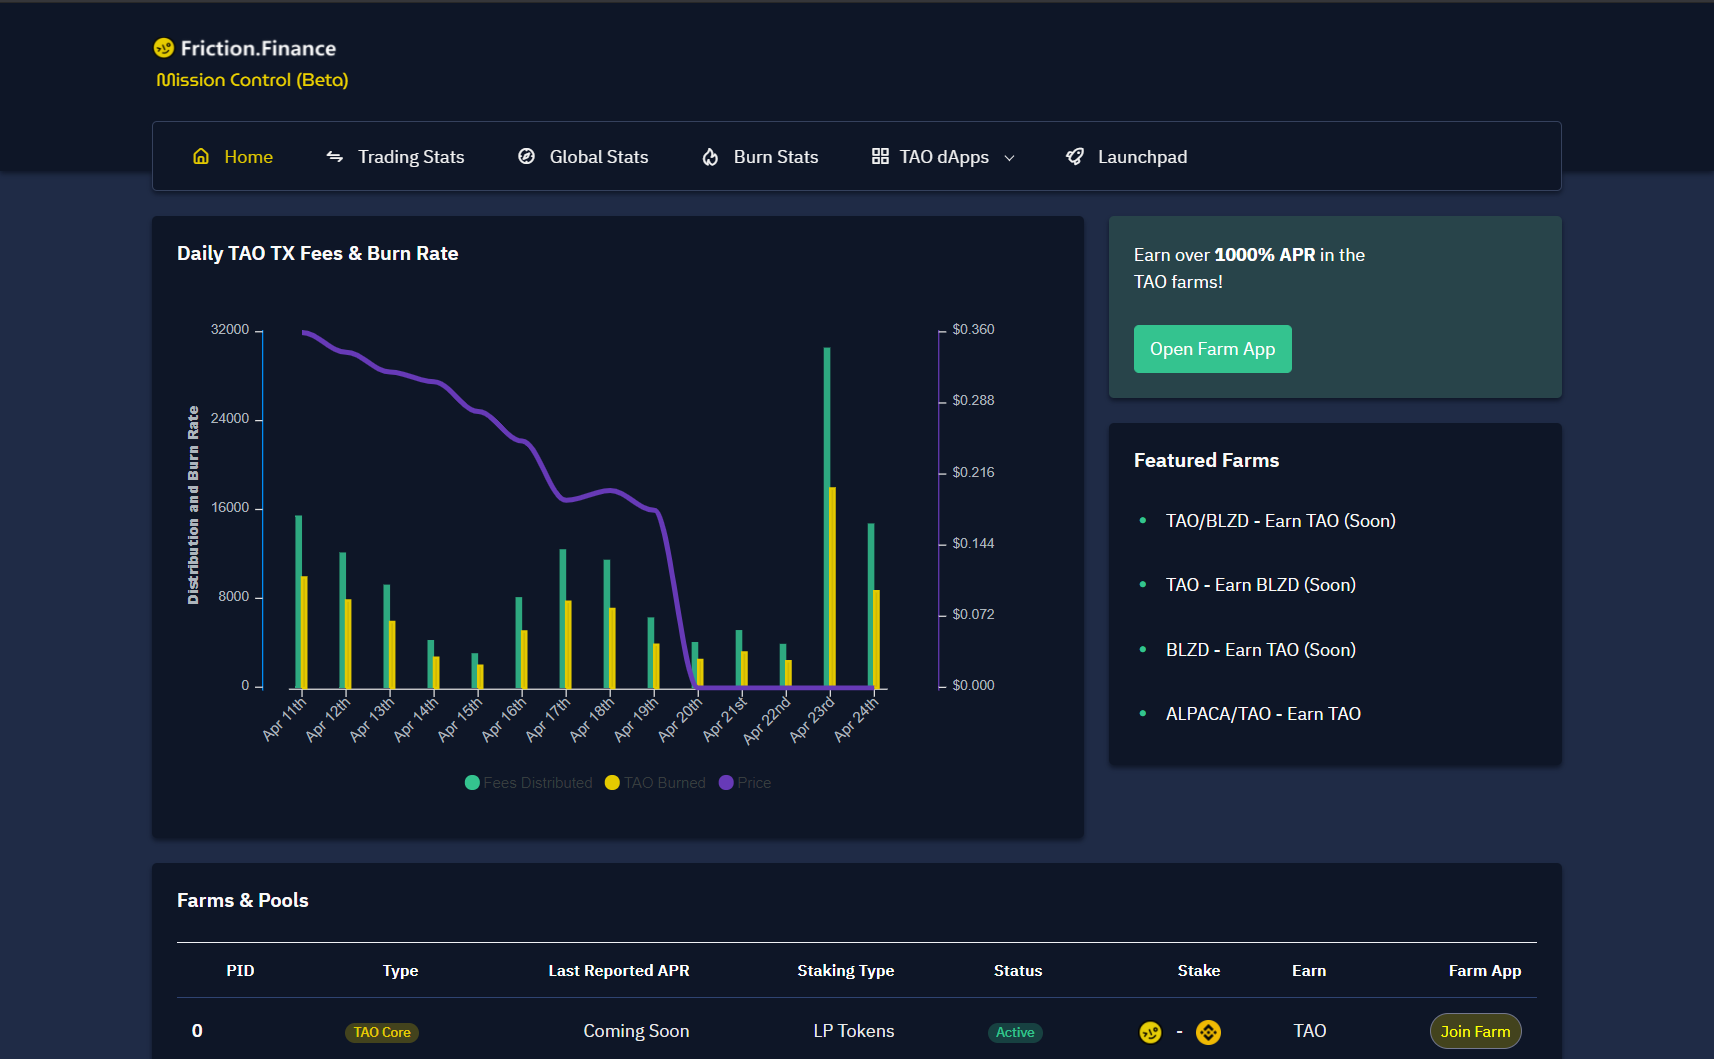 Friction.Finance
Mission Control (Beta)
Home
Trading Stats
Global Stats
Burn Stats
TAO dApps
Launchpad
Daily TAO TX Fees & Burn Rate
Distribution and Burn Rate
32000
24000
16000
8000
0
$0.360
$0.288
$0.216
$0.144
$0.072
$0.000
Apr 11th
Apr 12th
Apr 13th
Apr 14th
Apr 15th
Apr 16th
Apr 17th
Apr 18th
Apr 19th
Apr 20th
Apr 21st
Apr 22nd
Apr 23rd
Apr 24th
Fees Distributed
TAO Burned
Price
Earn over 1000% APR in the
TAO farms!
Open Farm App
Featured Farms
TAO/BLZD - Earn TAO (Soon)
TAO - Earn BLZD (Soon)
BLZD - Earn TAO (Soon)
ALPACA/TAO - Earn TAO
Farms & Pools
PID Type Last Reported APR Staking Type Status Stake Earn Farm App
0 TAO Core Coming Soon LP Tokens Active - TAO Join Farm